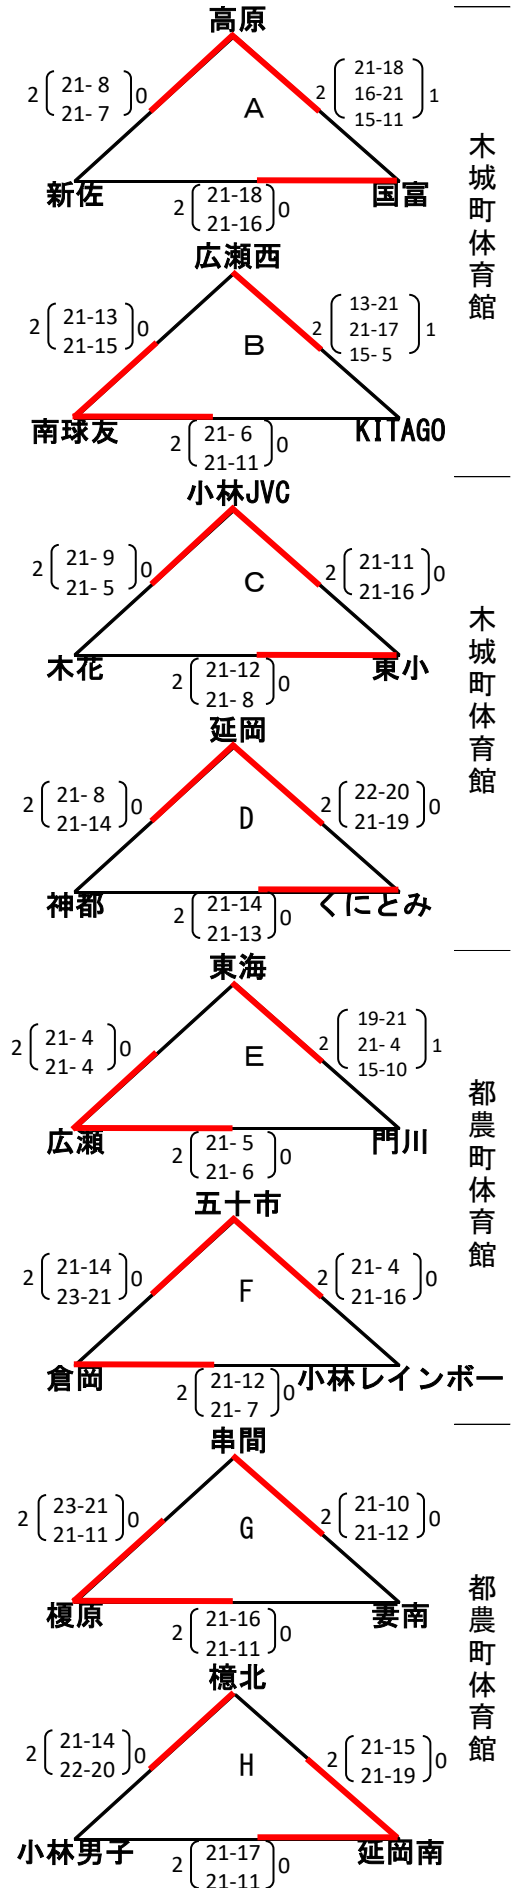 高原
2 ( 21- 8 ) 0
21- 7
A
2 ( 21-18 ) 1
16-21
15-11
新佐
2 ( 21-18 ) 0
21-16
国富
木城町体育館
広瀬西
2 ( 21-13 ) 0
21-15
B
2 ( 13-21 ) 1
21-17
15- 5
南球友
2 ( 21- 6 ) 0
21-11
KITAGO
小林JVC
2 ( 21- 9 ) 0
21- 5
C
2 ( 21-11 ) 0
21-16
木花
2 ( 21-12 ) 0
21- 8
東小
木城町体育館
延岡
2 ( 21- 8 ) 0
21-14
D
2 ( 22-20 ) 0
21-19
神都
2 ( 21-14 ) 0
21-13
くにとみ
東海
2 ( 21- 4 ) 0
21- 4
E
2 ( 19-21 ) 1
21- 4
15-10
広瀬
2 ( 21- 5 ) 0
21- 6
門川
都農町体育館
五十市
2 ( 21-14 ) 0
23-21
F
2 ( 21- 4 ) 0
21-16
倉岡
2 ( 21-12 ) 0
21- 7
小林レインボー
串間
2 ( 23-21 ) 0
21-11
G
2 ( 21-10 ) 0
21-12
榎原
2 ( 21-16 ) 0
21-11
妻南
都農町体育館
檍北
2 ( 21-14 ) 0
22-20
H
2 ( 21-15 ) 0
21-19
小林男子
2 ( 21-17 ) 0
21-11
延岡南